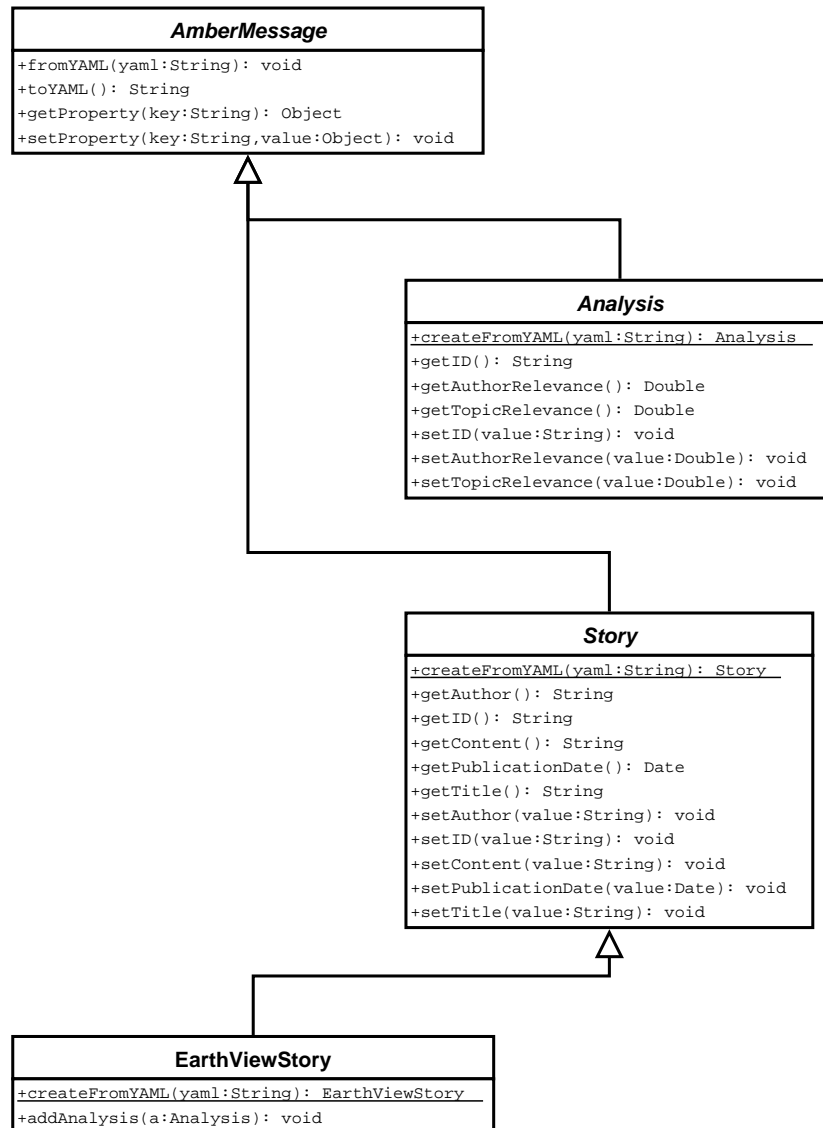 AmberMessage
+fromYAML(yaml:String): void
+toYAML(): String
+getProperty(key:String): Object
+setProperty(key:String,value:Object): void
Analysis
+createFromYAML(yaml:String): Analysis
+getID(): String
+getAuthorRelevance(): Double
+getTopicRelevance(): Double
+setID(value:String): void
+setAuthorRelevance(value:Double): void
+setTopicRelevance(value:Double): void
Story
+createFromYAML(yaml:String): Story
+getAuthor(): String
+getID(): String
+getContent(): String
+getPublicationDate(): Date
+getTitle(): String
+setAuthor(value:String): void
+setID(value:String): void
+setContent(value:String): void
+setPublicationDate(value:Date): void
+setTitle(value:String): void
EarthViewStory
+createFromYAML(yaml:String): EarthViewStory
+addAnalysis(a:Analysis): void